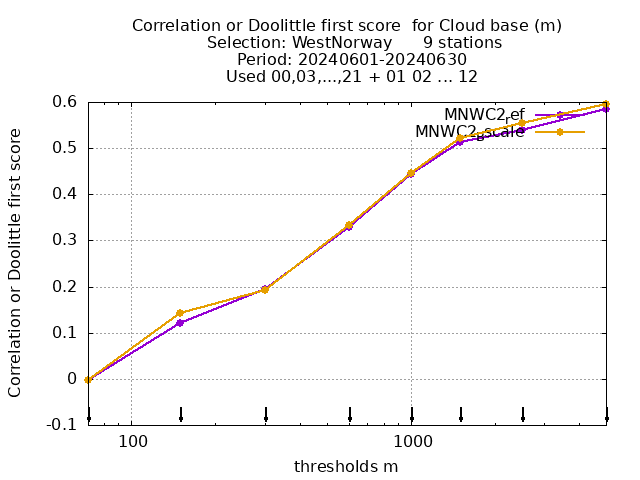 Correlation or Doolittle first score for Cloud base (m)
Selection: WestNorway 9 stations
Period: 20240601-20240630
Used 00,03,...,21 + 01 02 ... 12
Correlation or Doolittle first score
0.6
0.5
0.4
0.3
0.2
0.1
0
-0.1
MNWC2_ref
MNWC2_scale
100
1000
thresholds m